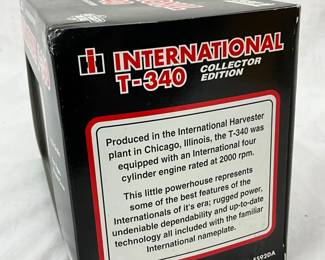 INTERNATIONAL
T-340 COLLECTOR EDITION
Produced in the International Harvester
plant in Chicago, Illinois, the T-340 was
equipped with an International four
cylinder engine rated at 2000 rpm.
This little powerhouse represents
some of the best features of the
Internationals of it's era; rugged power,
undeniable dependability and up-to-date
technology all included with the familiar
International nameplate.